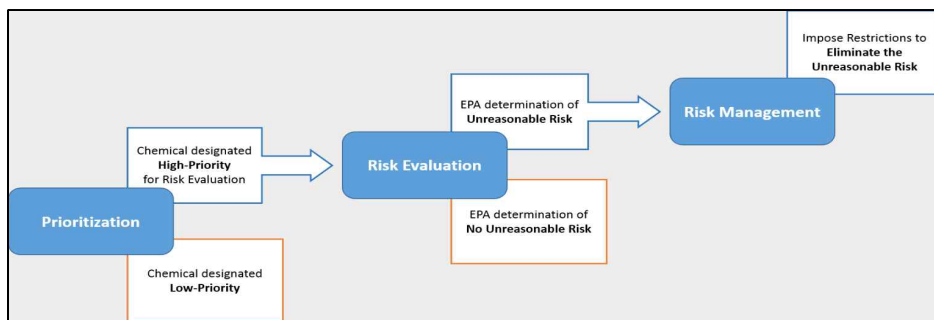 Prioritization
Chemical designated
High-Priority
for Risk Evaluation
Chemical designated
Low-Priority
Risk Evaluation
EPA determination of
Unreasonable Risk
EPA determination of
No Unreasonable Risk
Risk Management
Impose Restrictions to
Eliminate the
Unreasonable Risk